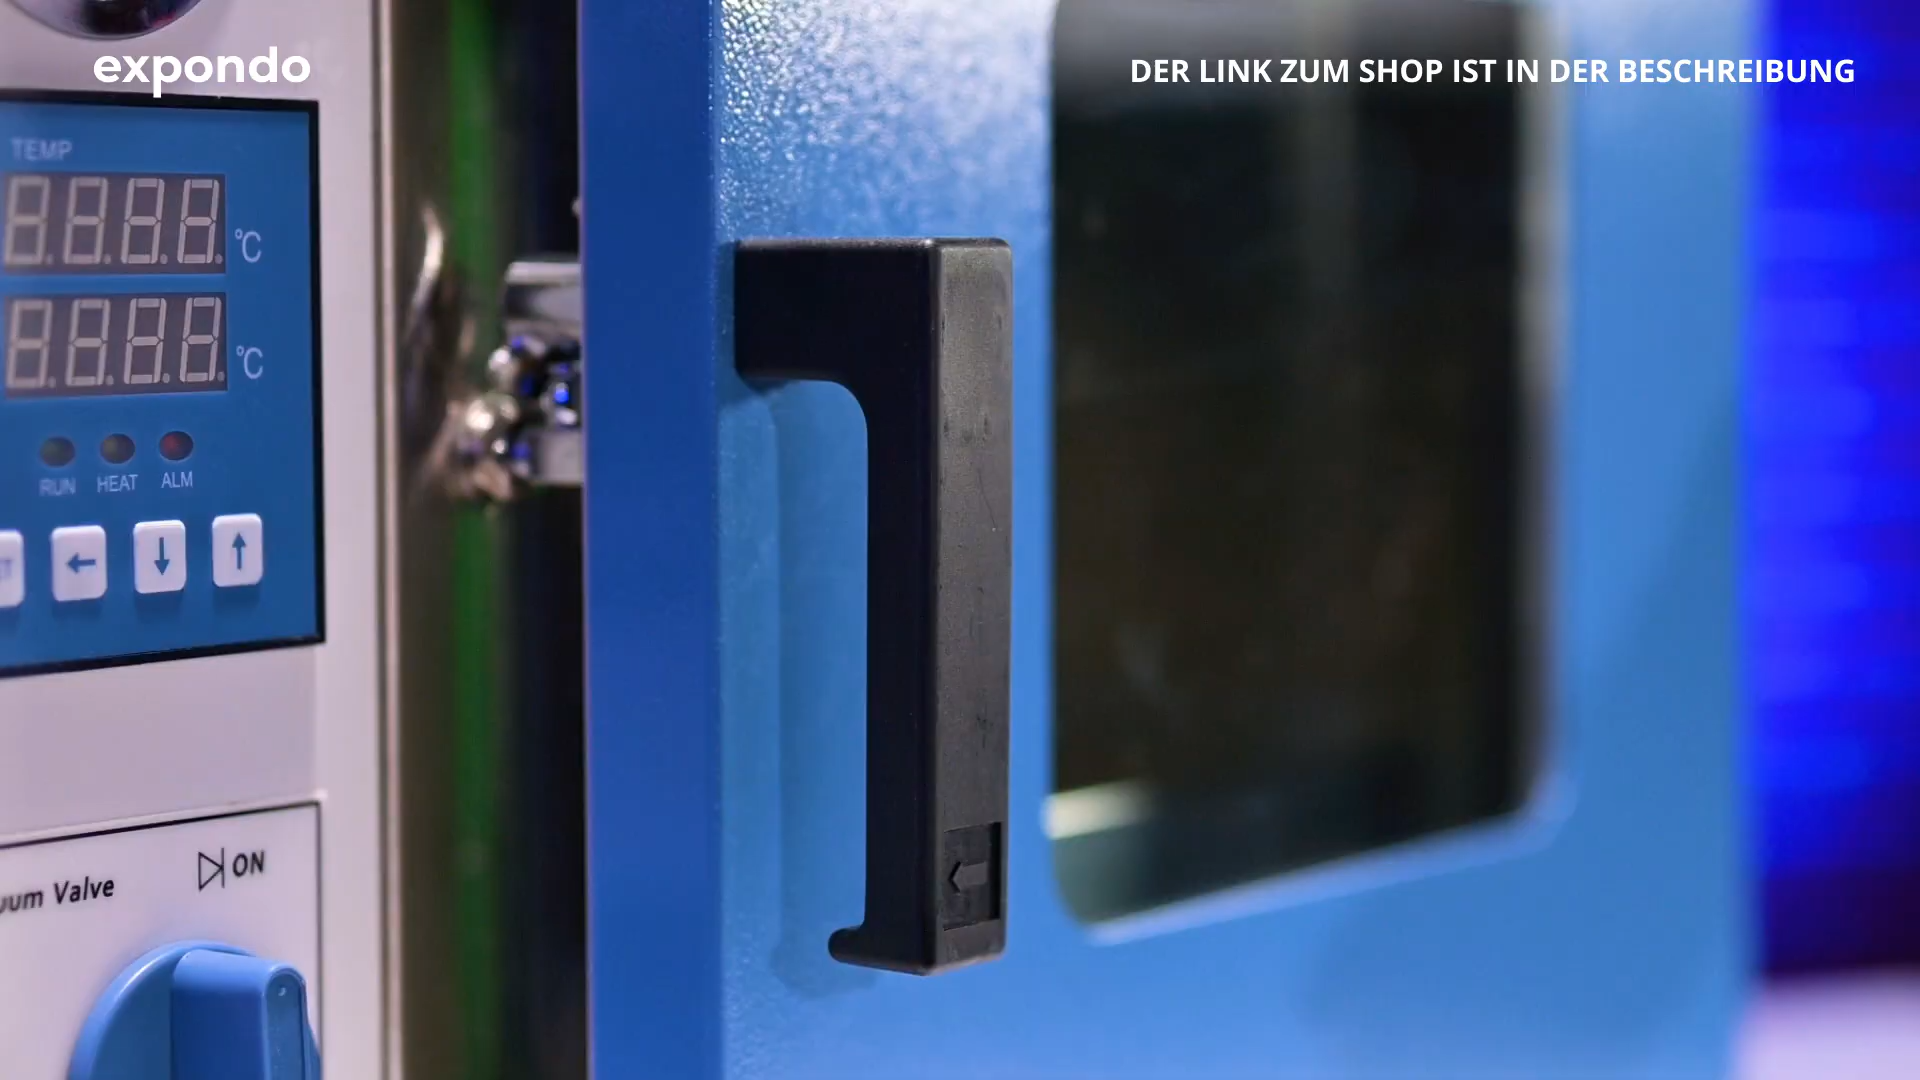 expondo
DER LINK ZUM SHOP IST IN DER BESCHREIBUNG
TEMP
°C
°C
RUN HEAT ALM
ON
Valve